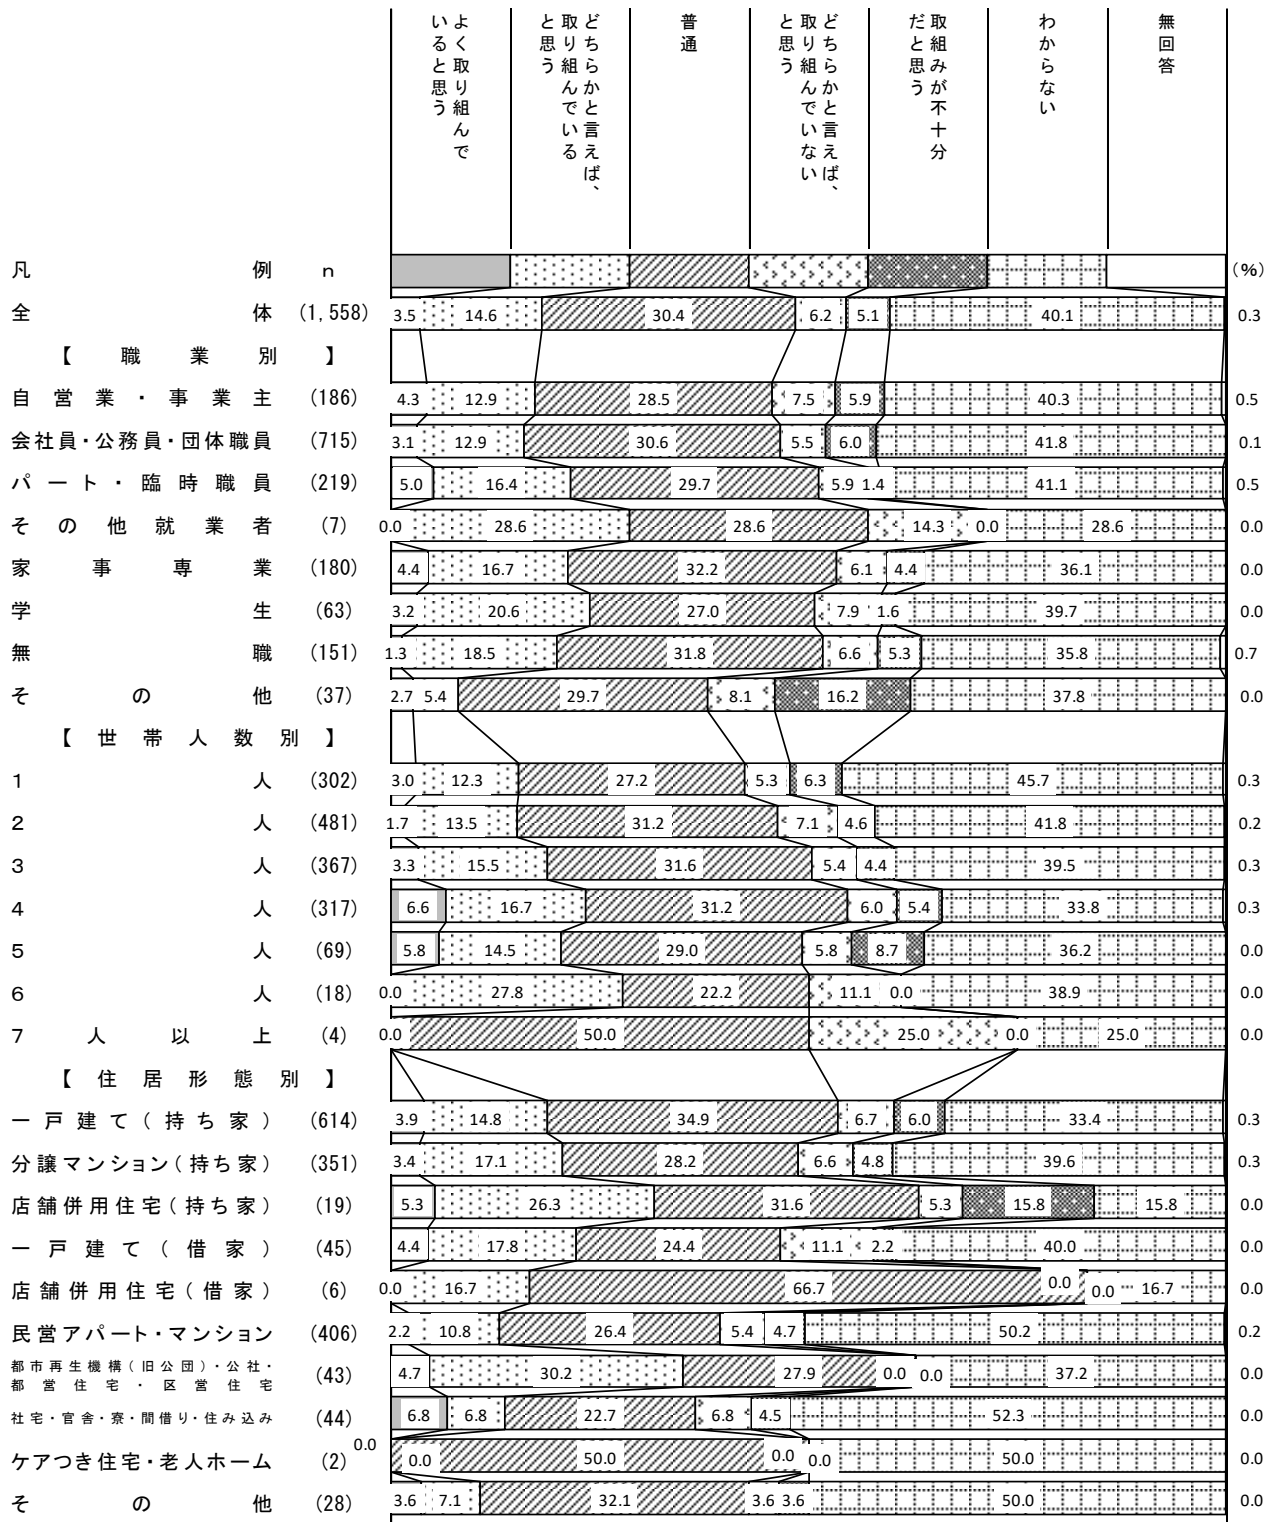 よく取り組んで
いると思う
どちらかと言えば、
取り組んでいる
と思う
普通
どちらかと言えば、
取り組んでいない
と思う
取組みが不十分
だと思う
わからない
無回答
凡例 n (%)
全体 (1,558) 3.5 14.6 30.4 6.2 5.1 40.1 0.3
【職業別】
自営業・事業主 (186) 4.3 12.9 28.5 7.5 5.9 40.3 0.5
会社員・公務員・団体職員 (715) 3.1 12.9 30.6 5.5 6.0 41.8 0.1
パート・臨時職員 (219) 5.0 16.4 29.7 5.9 1.4 41.1 0.5
その他就業者 (7) 0.0 28.6 28.6 14.3 0.0 28.6 0.0
家事専業 (180) 4.4 16.7 32.2 6.1 4.4 36.1 0.0
学生 (63) 3.2 20.6 27.0 7.9 1.6 39.7 0.0
無職 (151) 1.3 18.5 31.8 6.6 5.3 35.8 0.7
その他 (37) 2.7 5.4 29.7 8.1 16.2 37.8 0.0
【世帯人数別】
1人 (302) 3.0 12.3 27.2 5.3 6.3 45.7 0.3
2人 (481) 1.7 13.5 31.2 7.1 4.6 41.8 0.2
3人 (367) 3.3 15.5 31.6 5.4 4.4 39.5 0.3
4人 (317) 6.6 16.7 31.2 6.0 5.4 33.8 0.3
5人 (69) 5.8 14.5 29.0 5.8 8.7 36.2 0.0
6人 (18) 0.0 27.8 22.2 11.1 0.0 38.9 0.0
7人以上 (4) 0.0 50.0 25.0 0.0 25.0 0.0
【住居形態別】
一戸建て(持ち家) (614) 3.9 14.8 34.9 6.7 6.0 33.4 0.3
分譲マンション(持ち家) (351) 3.4 17.1 28.2 6.6 4.8 39.6 0.3
店舗併用住宅(持ち家) (19) 5.3 26.3 31.6 5.3 15.8 15.8 0.0
一戸建て(借家) (45) 4.4 17.8 24.4 11.1 2.2 40.0 0.0
店舗併用住宅(借家) (6) 0.0 16.7 66.7 0.0 0.0 16.7 0.0
民営アパート・マンション (406) 2.2 10.8 26.4 5.4 4.7 50.2 0.2
都市再生機構(旧公団)・公社・
都営住宅・区営住宅 (43) 4.7 30.2 27.9 0.0 0.0 37.2 0.0
社宅・官舎・寮・間借り・住み込み (44) 6.8 6.8 22.7 6.8 4.5 52.3 0.0
ケアつき住宅・老人ホーム (2) 0.0 0.0 50.0 0.0 0.0 50.0 0.0
その他 (28) 3.6 7.1 32.1 3.6 3.6 50.0 0.0